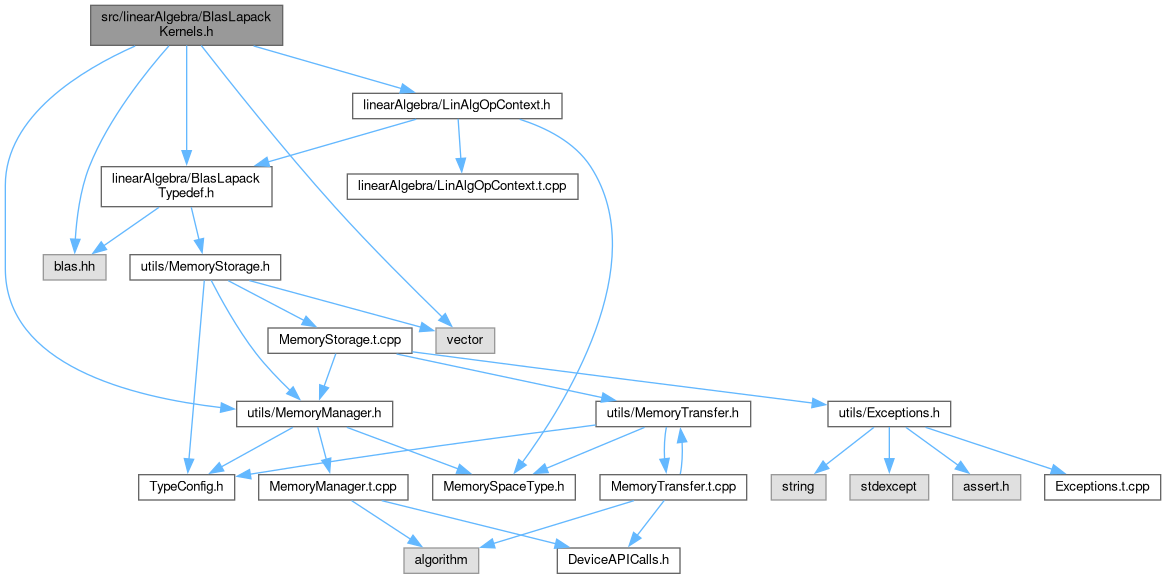 src/linearAlgebra/BlasLapack
Kernels.h
linearAlgebra/LinAlgOpContext.h
linearAlgebra/BlasLapack
Typedef.h
linearAlgebra/LinAlgOpContext.t.cpp
blas.hh
utils/MemoryStorage.h
MemoryStorage.t.cpp
vector
utils/MemoryManager.h
utils/MemoryTransfer.h
utils/Exceptions.h
TypeConfig.h
MemoryManager.t.cpp
MemorySpaceType.h
MemoryTransfer.t.cpp
string
stdexcept
assert.h
Exceptions.t.cpp
algorithm
DeviceAPICalls.h